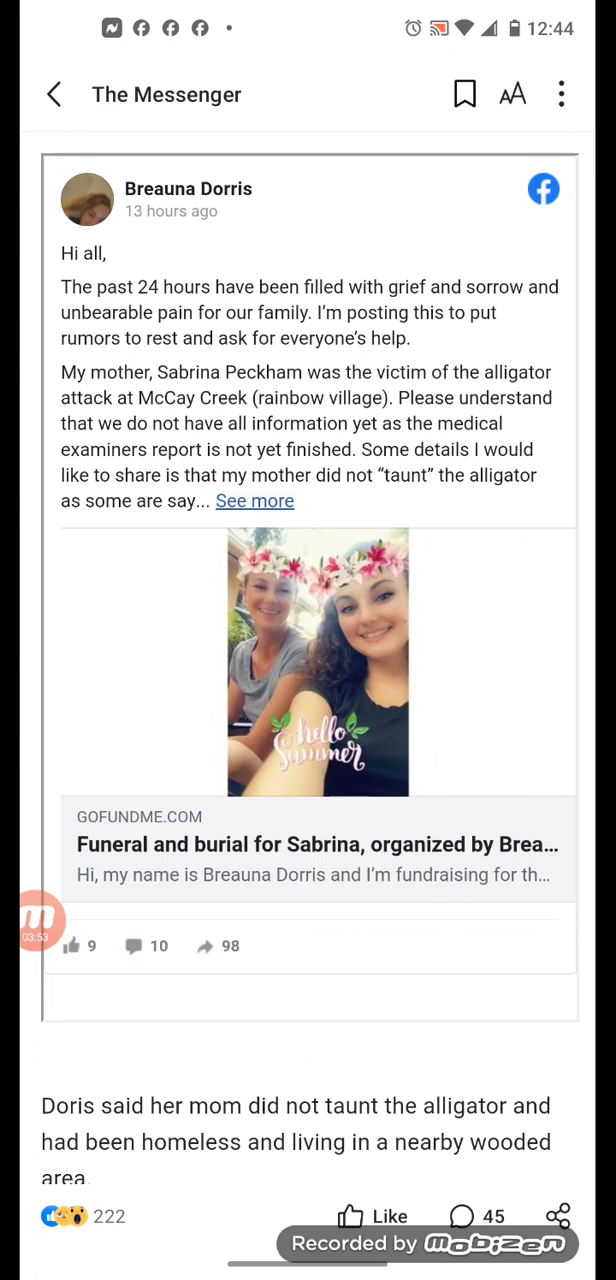 12:44
The Messenger
AA
Breauna Dorris
13 hours ago
Hi all,
The past 24 hours have been filled with grief and sorrow and
unbearable pain for our family. I’m posting this to put
rumors to rest and ask for everyone’s help.
My mother, Sabrina Peckham was the victim of the alligator
attack at McCay Creek (rainbow village). Please understand
that we do not have all information yet as the medical
examiners report is not yet finished. Some details I would
like to share is that my mother did not “taunt” the alligator
as some are say... See more
hello
Summer
GOFUNDME.COM
Funeral and burial for Sabrina, organized by Brea...
Hi, my name is Breauna Dorris and I’m fundraising for th...
03:53
9 10 98
Doris said her mom did not taunt the alligator and
had been homeless and living in a nearby wooded
area.
222 Like 45
Recorded by mobizen